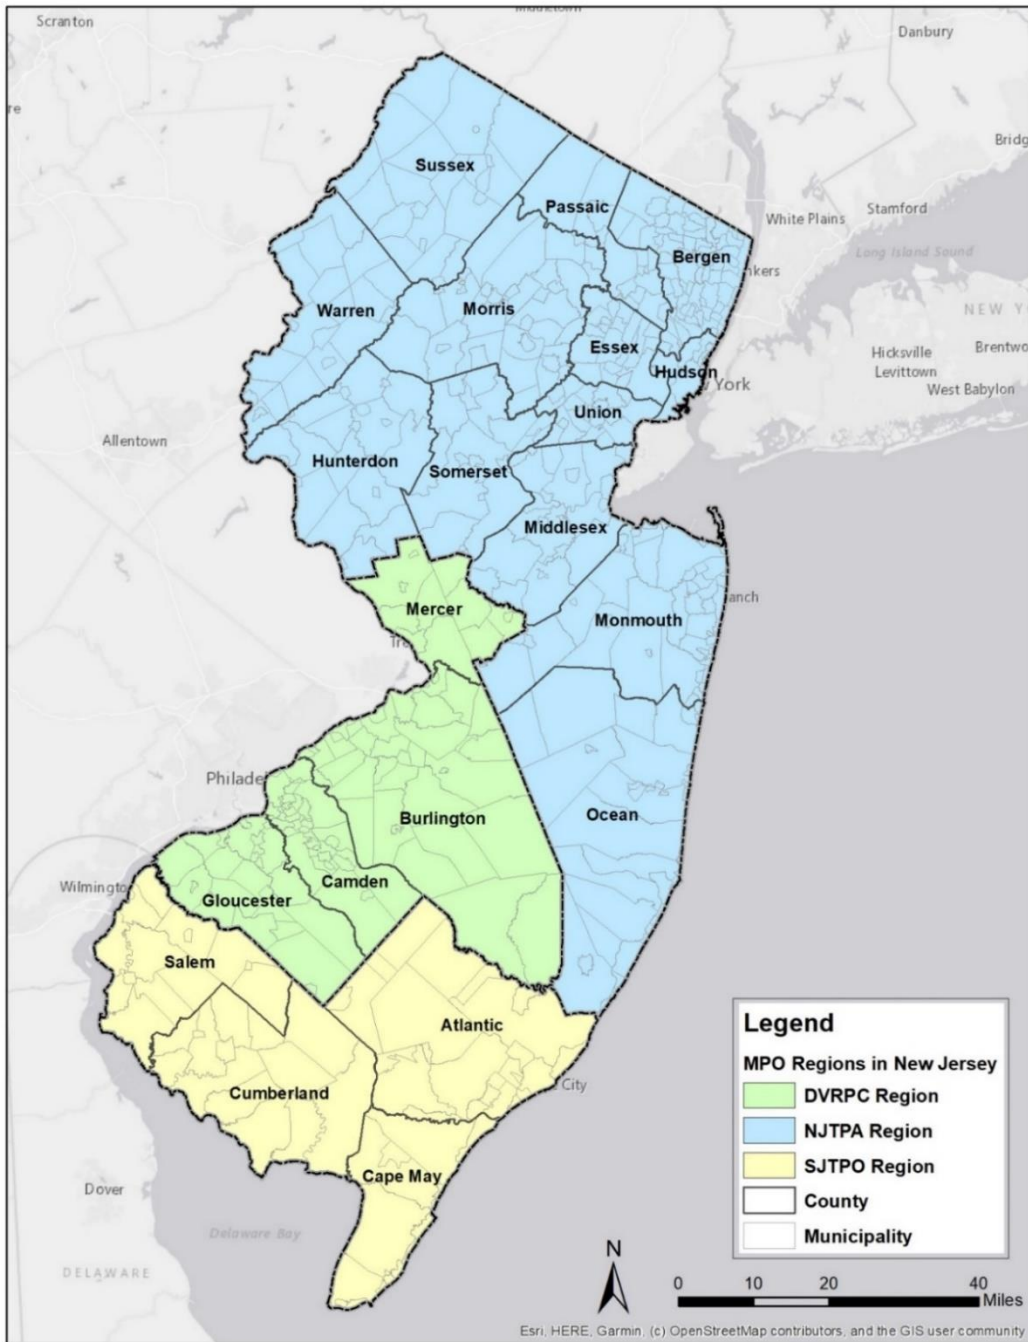 Scranton
Middletown
Danbury
Sussex
Passaic
White Plains
Stamford
Bergen
Long Island Sound
Warren
Morris
Essex
Hudson
Hicksville
Levittown
Brentwo
West Babylon
Union
Allentown
Hunterdon
Somerset
Middlesex
Mercer
Monmouth
Ocean
Burlington
Camden
Gloucester
Wilmingto
Salem
Atlantic
City
Cumberland
Cape May
Dover
Delaware Bay
DELAWARE
Legend
MPO Regions in New Jersey
DVRPC Region
NJTPA Region
SJTPO Region
County
Municipality
N
0 10 20 40
Miles
Esri, HERE, Garmin, (c) OpenStreetMap contributors, and the GIS user community